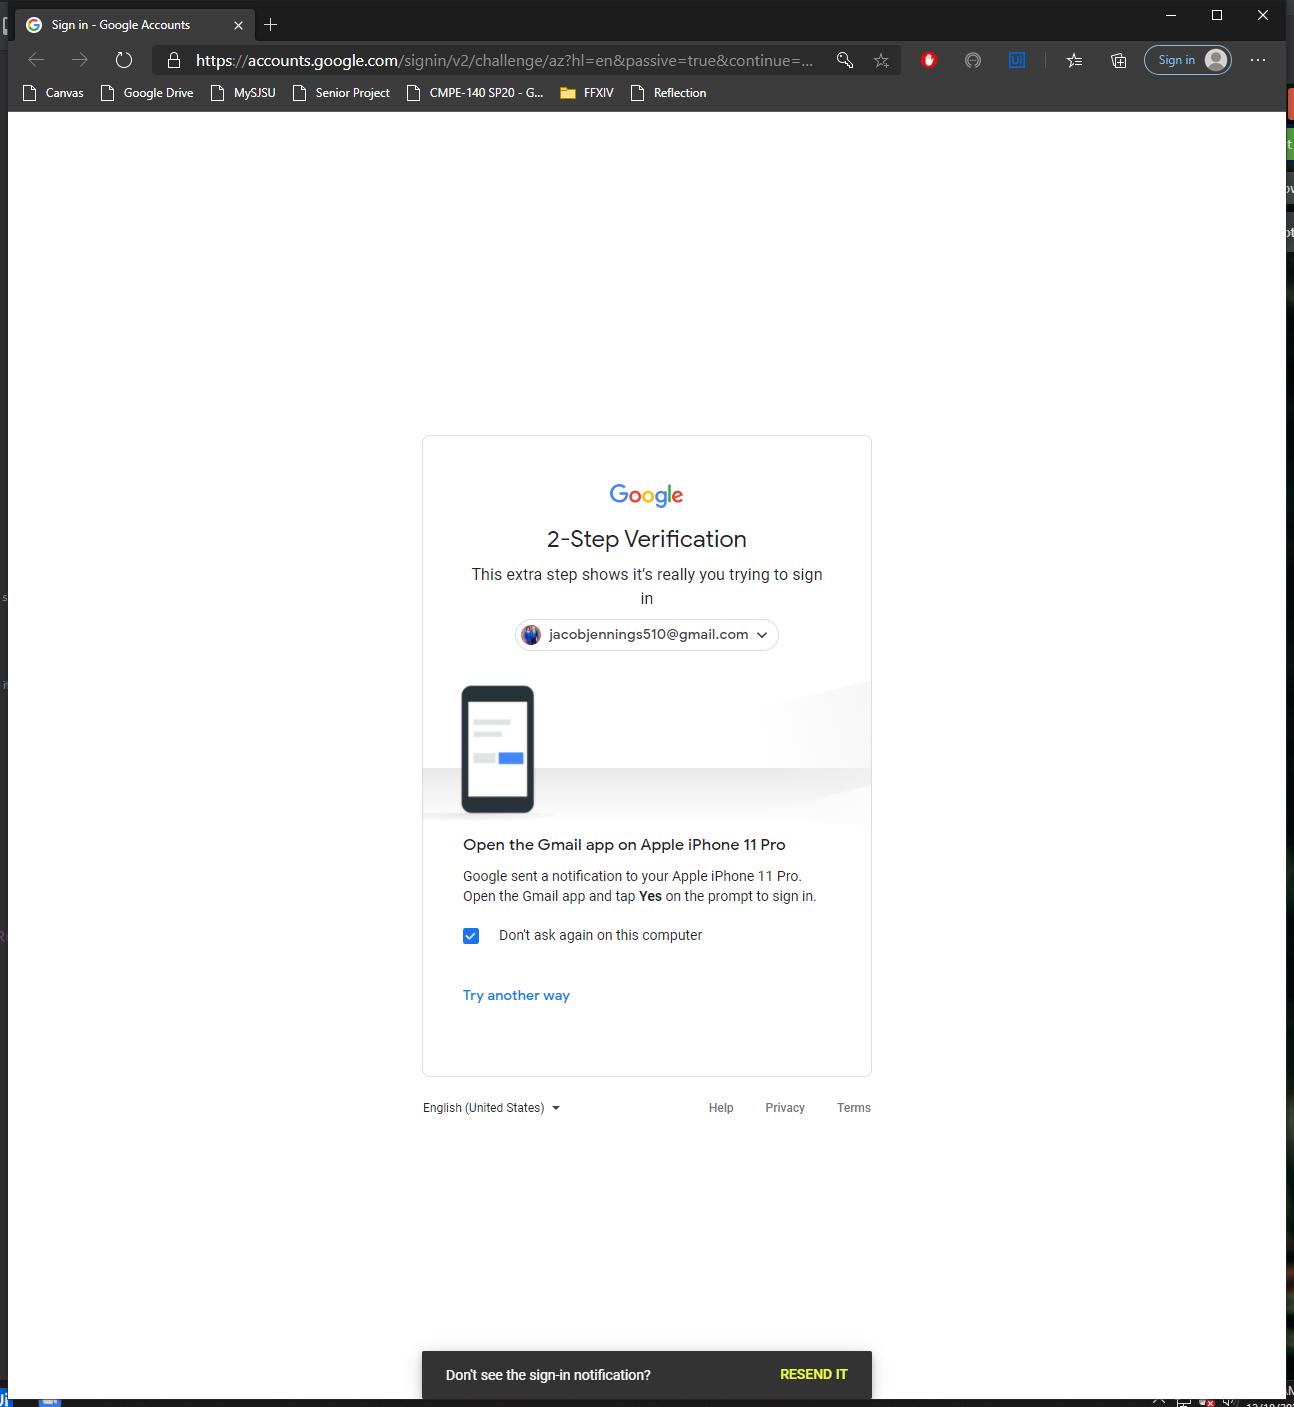 Sign in - Google Accounts
https://accounts.google.com/signin/v2/challenge/az?hl=en&passive=true&continue=...
Sign in
Canvas
Google Drive
MySJSU
Senior Project
CMPE-140 SP20 - G...
FFXIV
Reflection
Google
2-Step Verification
This extra step shows it's really you trying to sign
in
jacobjennings510@gmail.com
Open the Gmail app on Apple iPhone 11 Pro
Google sent a notification to your Apple iPhone 11 Pro.
Open the Gmail app and tap Yes on the prompt to sign in.
Don't ask again on this computer
Try another way
English (United States)
Help
Privacy
Terms
Don't see the sign-in notification?
RESEND IT